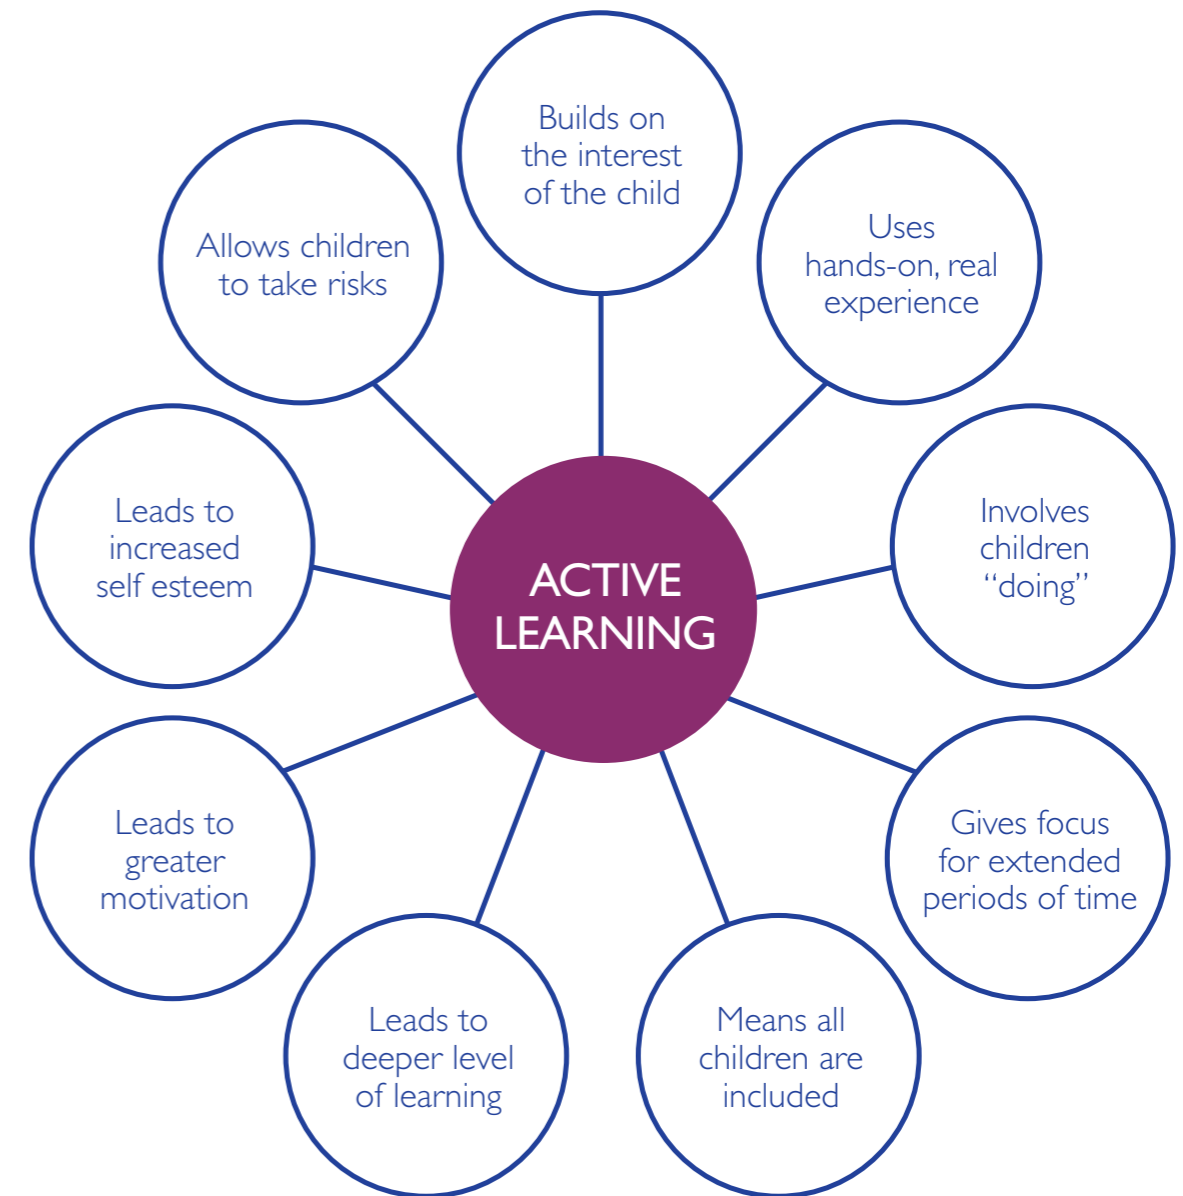 Builds on
the interest
of the child
Uses
hands-on, real
experience
Involves
children
“doing”
Gives focus
for extended
periods of time
Means all
children are
included
Leads to
deeper level
of learning
Leads to
greater
motivation
Leads to
increased
self esteem
Allows children
to take risks
ACTIVE
LEARNING